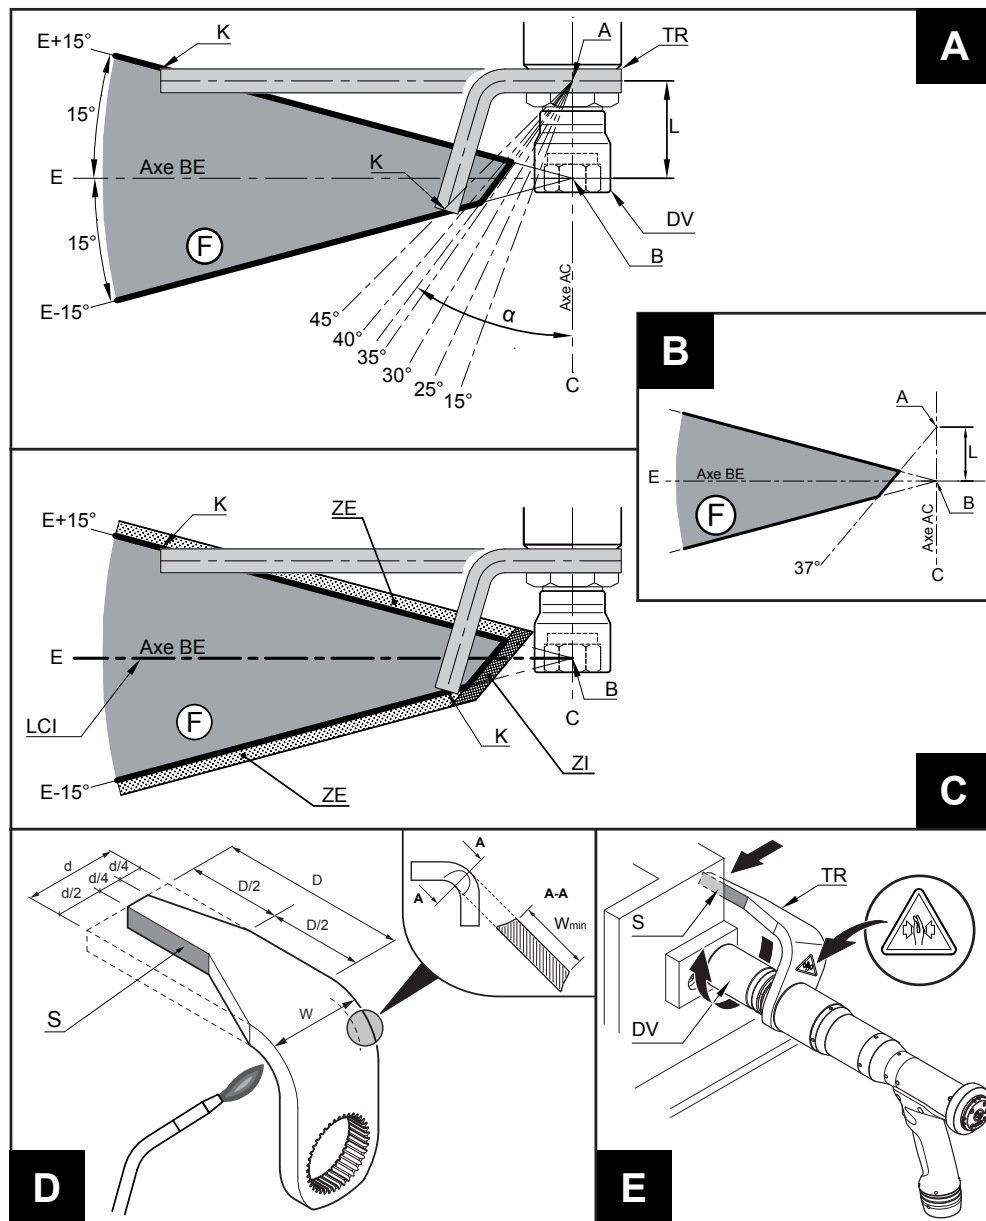 A
E+15°
K
A
TR
15°
L
E
Axe BE
K
15°
F
DV
B
E-15°
45°
40°
35°
30°
25°
15°
α
Axe AC
C
B
A
L
E
Axe BE
F
B
37°
Axe AC
C
C
E+15°
K
ZE
E
Axe BE
LCI
F
B
C
K
ZI
E-15°
ZE
D
d
d/4
d/4
d/2
D
D/2
D/2
S
W
A
A
A-A
Wmin
E
TR
S
DV